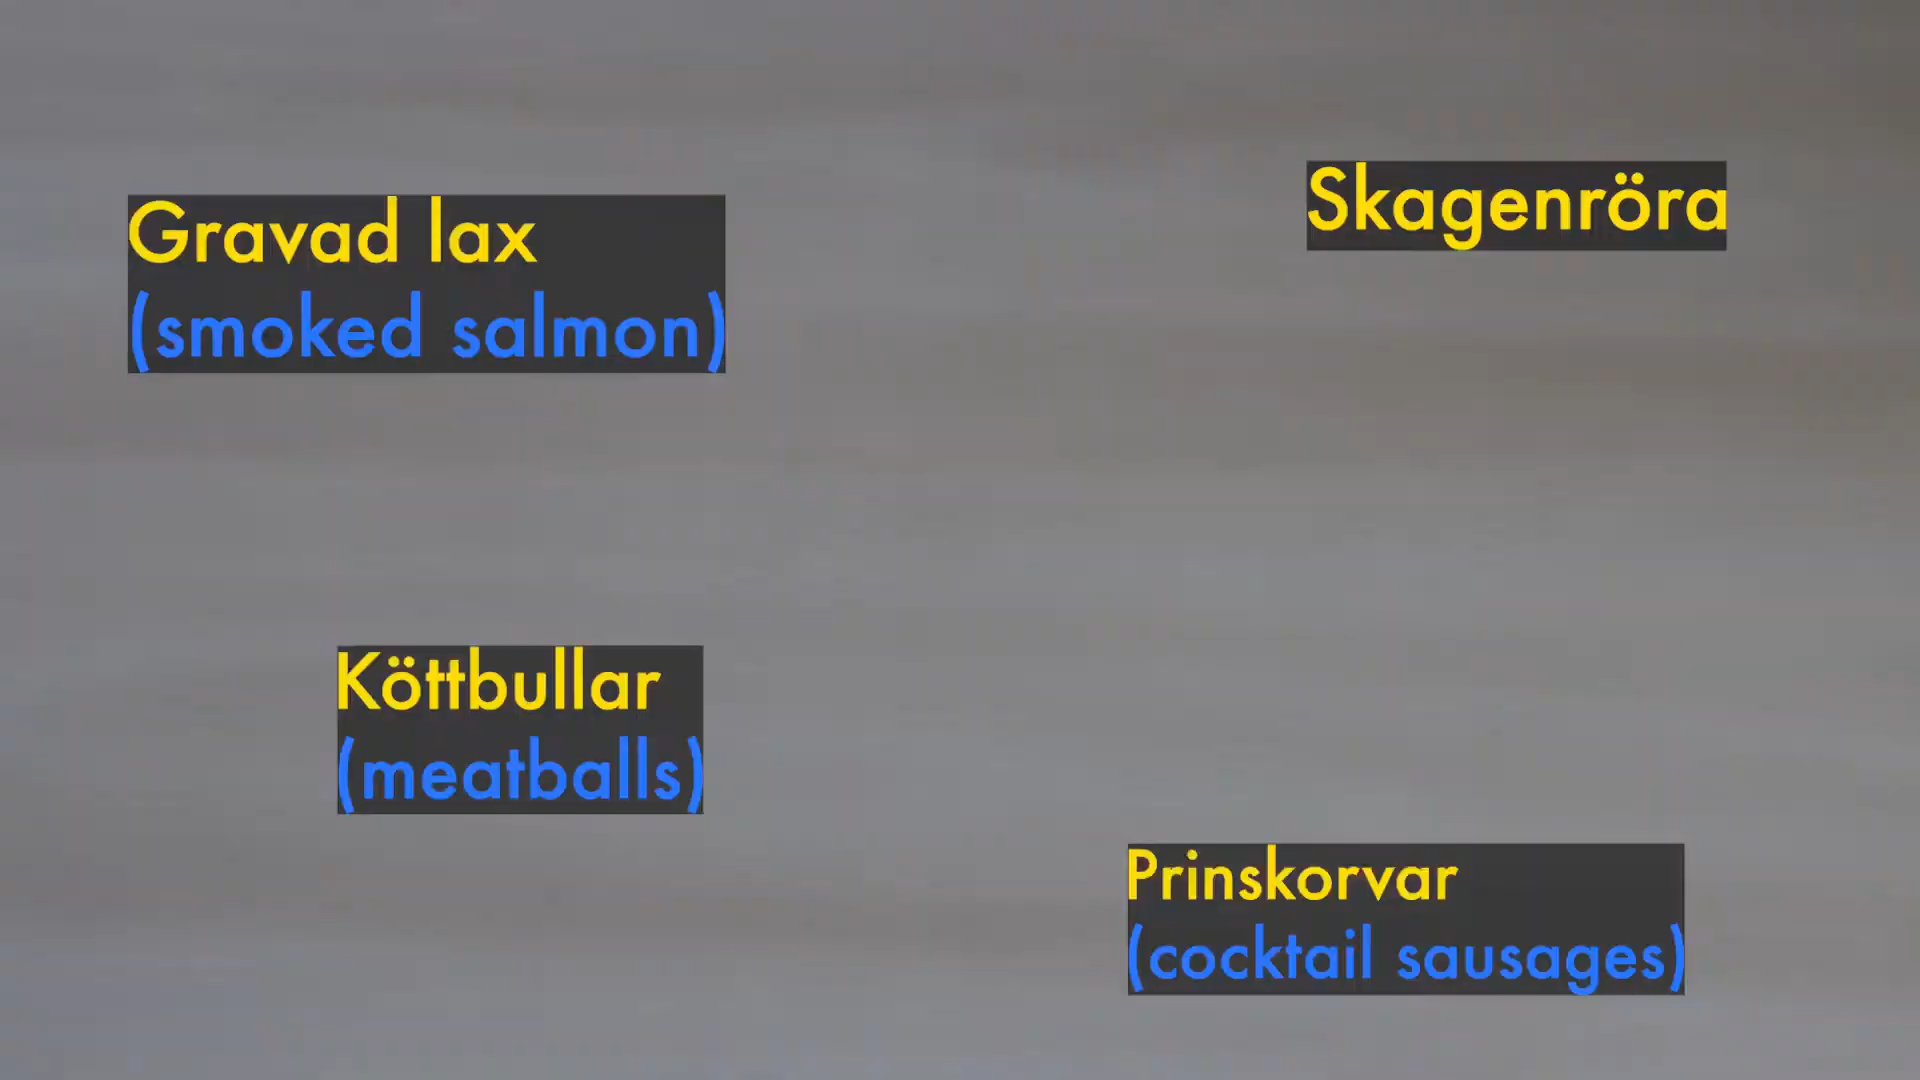 Gravad lax
(smoked salmon)
Skagenröra
Köttbullar
(meatballs)
Prinskorvar
(cocktail sausages)